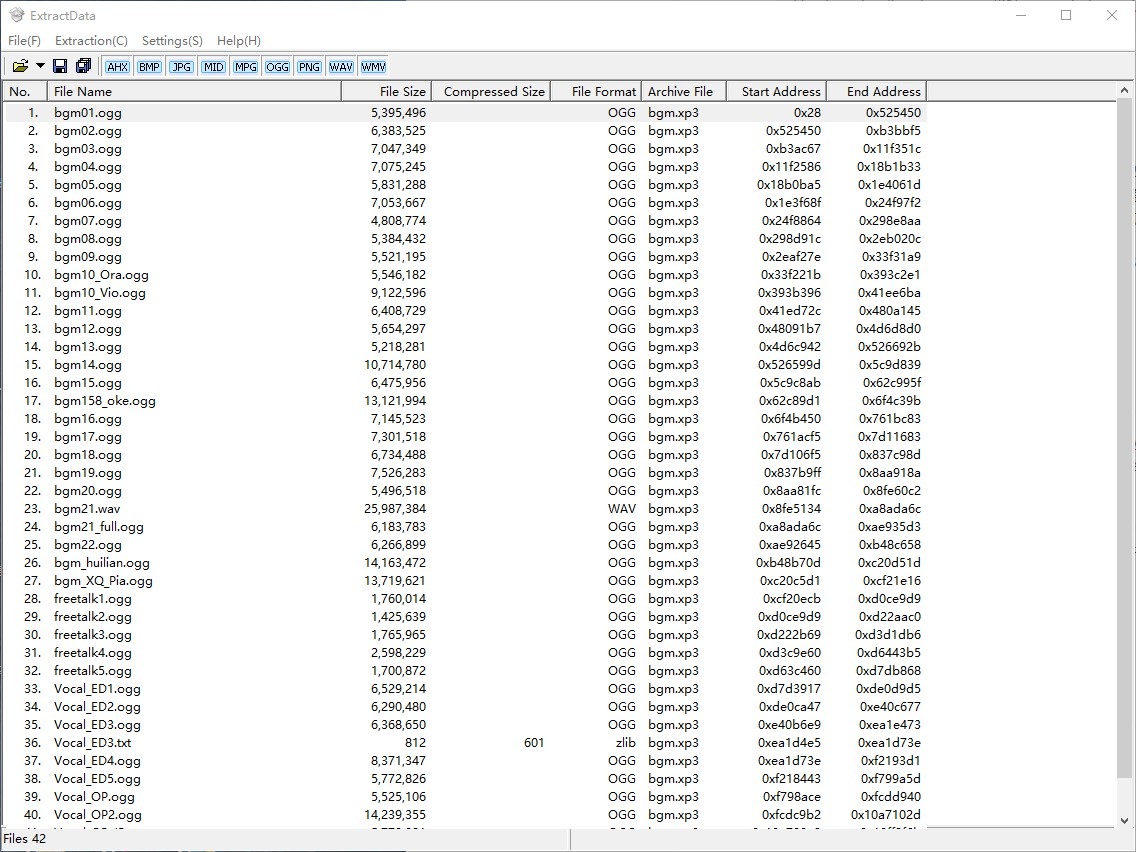 ExtractData
File(F) Extraction(C) Settings(S) Help(H)
AHX BMP JPG MID MPG OGG PNG WAV WMV
No. File Name File Size Compressed Size File Format Archive File Start Address End Address
1. bgm01.ogg 5,395,496 OGG bgm.xp3 0x28 0x525450
2. bgm02.ogg 6,383,525 OGG bgm.xp3 0x525450 0xb3bbf5
3. bgm03.ogg 7,047,349 OGG bgm.xp3 0xb3ac67 0x11f351c
4. bgm04.ogg 7,075,245 OGG bgm.xp3 0x11f2586 0x18b1b33
5. bgm05.ogg 5,831,288 OGG bgm.xp3 0x18b0ba5 0x1e4061d
6. bgm06.ogg 7,053,667 OGG bgm.xp3 0x1e3f68f 0x24f97f2
7. bgm07.ogg 4,808,774 OGG bgm.xp3 0x24f8864 0x298e8aa
8. bgm08.ogg 5,384,432 OGG bgm.xp3 0x298d91c 0x2eb020c
9. bgm09.ogg 5,521,195 OGG bgm.xp3 0x2eaf27e 0x33f31a9
10. bgm10_Ora.ogg 5,546,182 OGG bgm.xp3 0x33f221b 0x393c2e1
11. bgm10_Vio.ogg 9,122,596 OGG bgm.xp3 0x393b396 0x41ee6ba
12. bgm11.ogg 6,408,729 OGG bgm.xp3 0x41ed72c 0x480a145
13. bgm12.ogg 5,654,297 OGG bgm.xp3 0x48091b7 0x4d6d8d0
14. bgm13.ogg 5,218,281 OGG bgm.xp3 0x4d6c942 0x526692b
15. bgm14.ogg 10,714,780 OGG bgm.xp3 0x526599d 0x5c9d839
16. bgm15.ogg 6,475,956 OGG bgm.xp3 0x5c9c8ab 0x62c995f
17. bgm158_oke.ogg 13,121,994 OGG bgm.xp3 0x62c89d1 0x6f4c39b
18. bgm16.ogg 7,145,523 OGG bgm.xp3 0x6f4b450 0x761bc83
19. bgm17.ogg 7,301,518 OGG bgm.xp3 0x761acf5 0x7d11683
20. bgm18.ogg 6,734,488 OGG bgm.xp3 0x7d106f5 0x837c98d
21. bgm19.ogg 7,526,283 OGG bgm.xp3 0x837b9ff 0x8aa918a
22. bgm20.ogg 5,496,518 OGG bgm.xp3 0x8aa81fc 0x8fe60c2
23. bgm21.wav 25,987,384 WAV bgm.xp3 0x8fe5134 0xa8ada6c
24. bgm21_full.ogg 6,183,783 OGG bgm.xp3 0xa8ada6c 0xae935d3
25. bgm22.ogg 6,266,899 OGG bgm.xp3 0xae92645 0xb48c658
26. bgm_huilian.ogg 14,163,472 OGG bgm.xp3 0xb48b70d 0xc20d51d
27. bgm_XQ_Pia.ogg 13,719,621 OGG bgm.xp3 0xc20c5d1 0xcf21e16
28. freetalk1.ogg 1,760,014 OGG bgm.xp3 0xcf20ecb 0xd0ce9d9
29. freetalk2.ogg 1,425,639 OGG bgm.xp3 0xd0ce9d9 0xd22aac0
30. freetalk3.ogg 1,765,965 OGG bgm.xp3 0xd222b69 0xd3d1db6
31. freetalk4.ogg 2,598,229 OGG bgm.xp3 0xd3c9e60 0xd6443b5
32. freetalk5.ogg 1,700,872 OGG bgm.xp3 0xd63c460 0xd7db868
33. Vocal_ED1.ogg 6,529,214 OGG bgm.xp3 0xd7d3917 0xde0d9d5
34. Vocal_ED2.ogg 6,290,480 OGG bgm.xp3 0xde0ca47 0xe40c677
35. Vocal_ED3.ogg 6,368,650 OGG bgm.xp3 0xe40b6e9 0xea1e473
36. Vocal_ED3.txt 812 601 zlib bgm.xp3 0xea1d4e5 0xea1d73e
37. Vocal_ED4.ogg 8,371,347 OGG bgm.xp3 0xea1d73e 0xf2193d1
38. Vocal_ED5.ogg 5,772,826 OGG bgm.xp3 0xf218443 0xf799a5d
39. Vocal_OP.ogg 5,525,106 OGG bgm.xp3 0xf798ace 0xfcdd940
40. Vocal_OP2.ogg 14,239,355 OGG bgm.xp3 0xfcdc9b2 0x10a7102d
Files 42